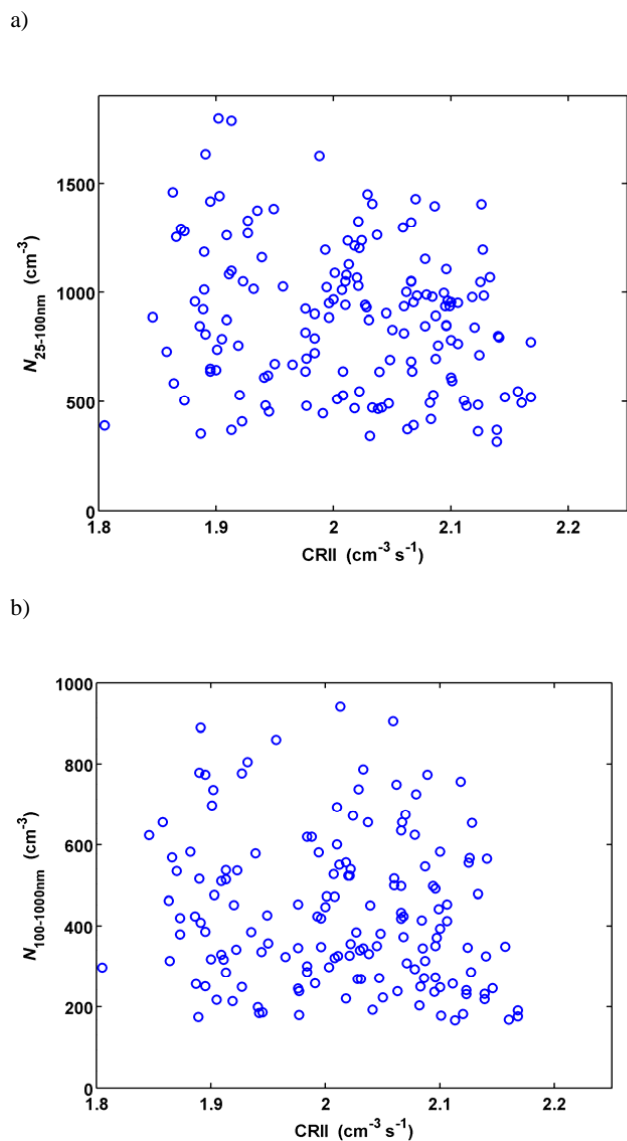 a)
1500
1000
500
0
N25-100nm (cm-3)
1.8 1.9 2 2.1 2.2
CRII (cm-3 s-1)
b)
1000
800
600
400
200
0
N100-1000nm (cm-3)
1.8 1.9 2 2.1 2.2
CRII (cm-3 s-1)